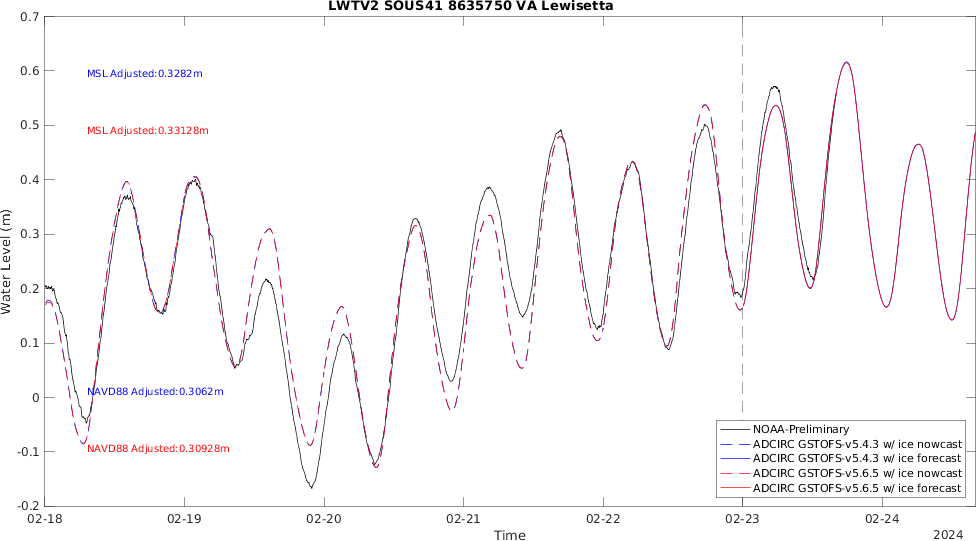 LWTV2 SOUS41 8635750 VA Lewisetta
0.7
0.6
0.5
0.4
0.3
0.2
0.1
0
-0.1
-0.2
Water Level (m)
MSL Adjusted:0.3282m
MSL Adjusted:0.33128m
NAVD88 Adjusted:0.3062m
NAVD88 Adjusted:0.30928m
NOAA-Preliminary
ADCIRC GSTOFS-v5.4.3 w/ ice nowcast
ADCIRC GSTOFS-v5.4.3 w/ ice forecast
ADCIRC GSTOFS-v5.6.5 w/ ice nowcast
ADCIRC GSTOFS-v5.6.5 w/ ice forecast
02-18 02-19 02-20 02-21 02-22 02-23 02-24
Time
2024